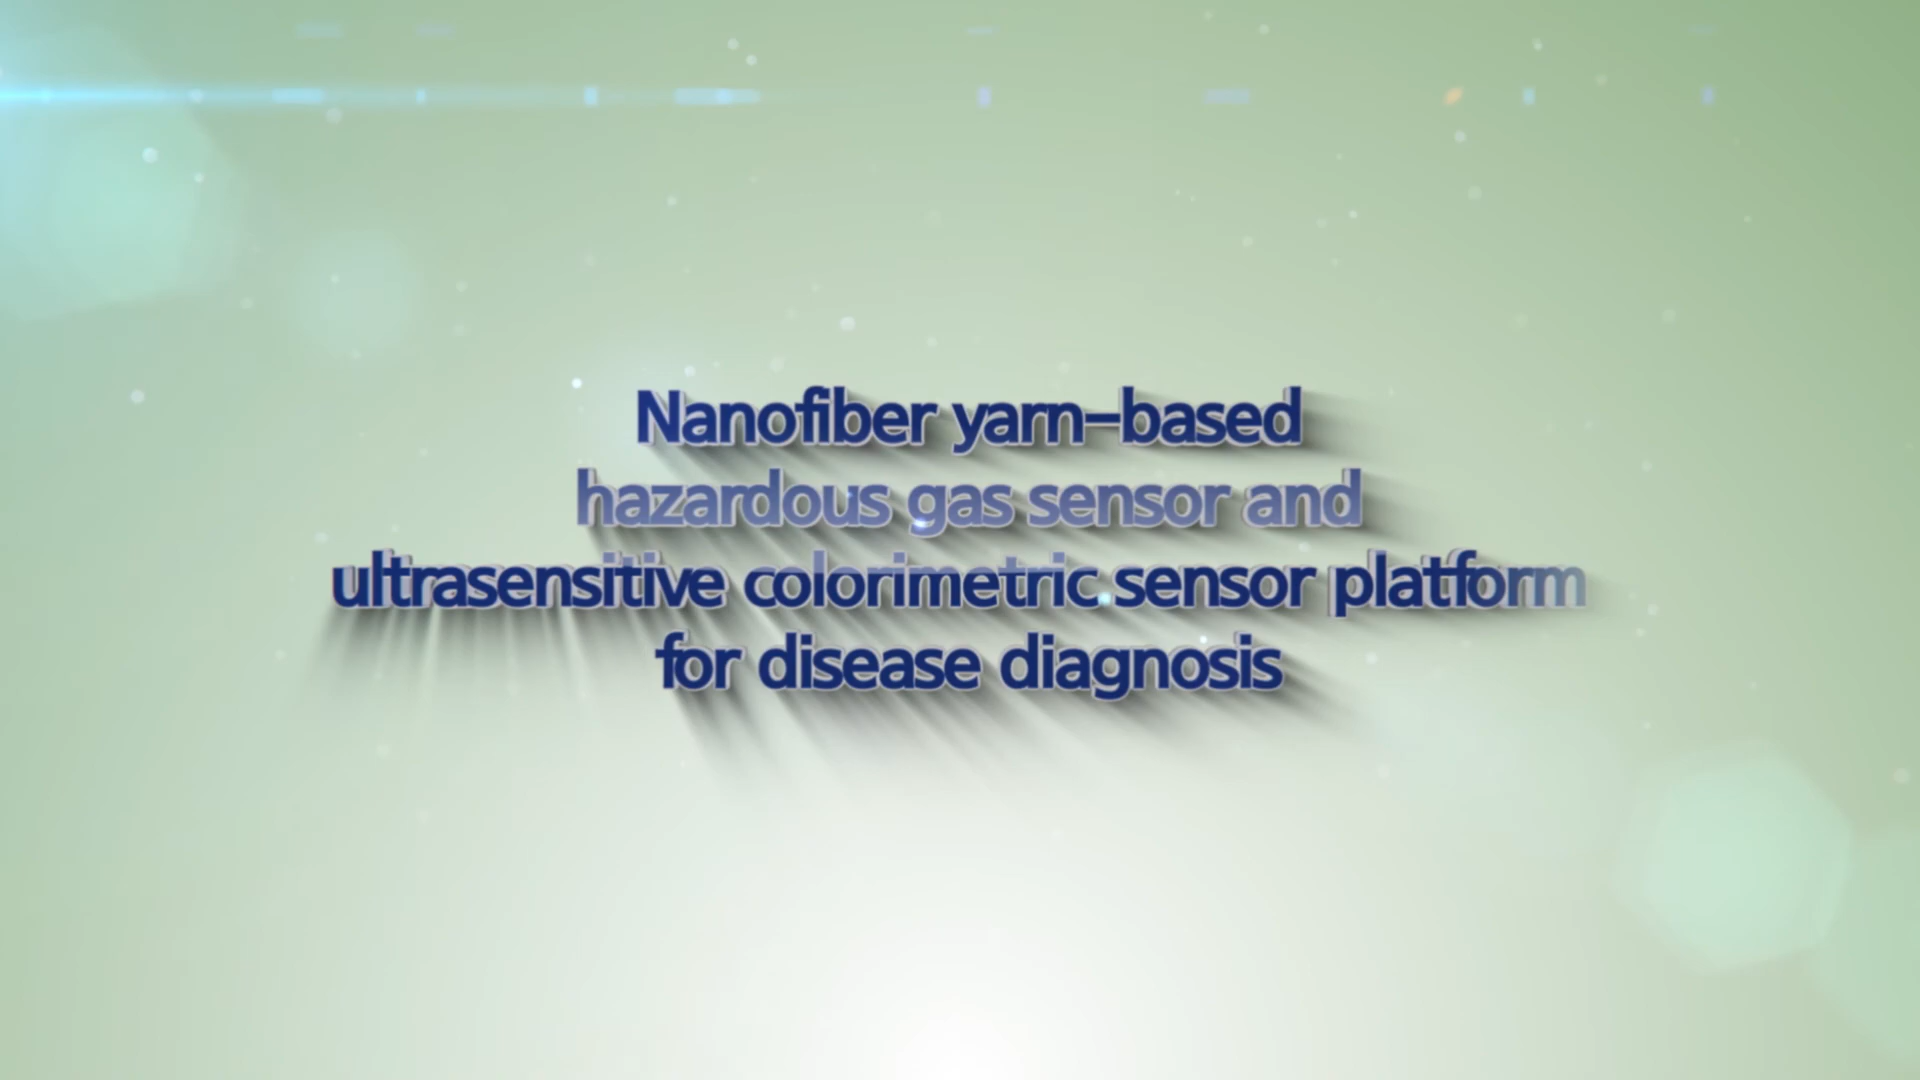 Nanofiber yarn-based
hazardous gas sensor and
ultrasensitive colorimetric sensor platform
for disease diagnosis